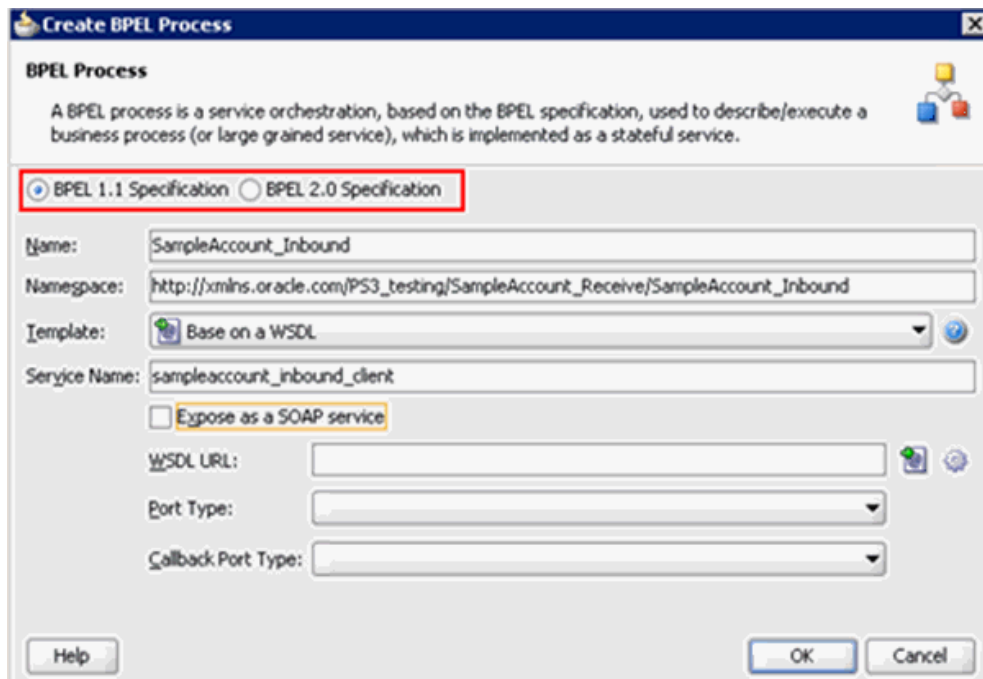 Create BPEL Process
BPEL Process
A BPEL process is a service orchestration, based on the BPEL specification, used to describe/execute a
business process (or large grained service), which is implemented as a stateful service.
BPEL 1.1 Specification BPEL 2.0 Specification
Name: SampleAccount_Inbound
Namespace: http://xmlns.oracle.com/PS3_testing/SampleAccount_Receive/SampleAccount_Inbound
Template: Base on a WSDL
Service Name: sampleaccount_inbound_client
Expose as a SOAP service
WSDL URL:
Port Type:
Callback Port Type:
Help OK Cancel